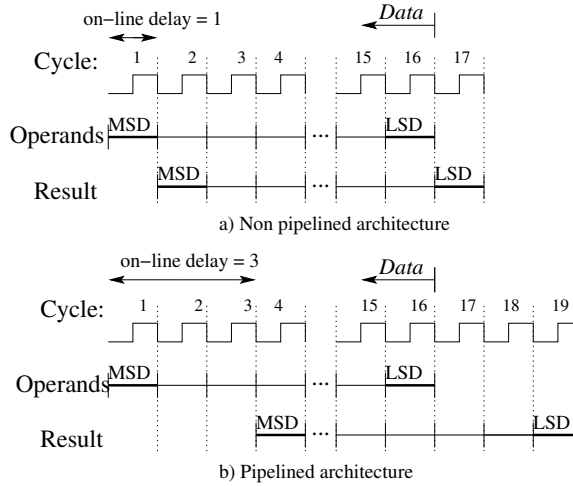 on−line delay = 1
Data
Cycle: 1 2 3 4 15 16 17
Operands MSD ... LSD
Result MSD ... LSD
a) Non pipelined architecture
on−line delay = 3
Data
Cycle: 1 2 3 4 15 16 17 18 19
Operands MSD ... LSD
Result MSD ... LSD
b) Pipelined architecture